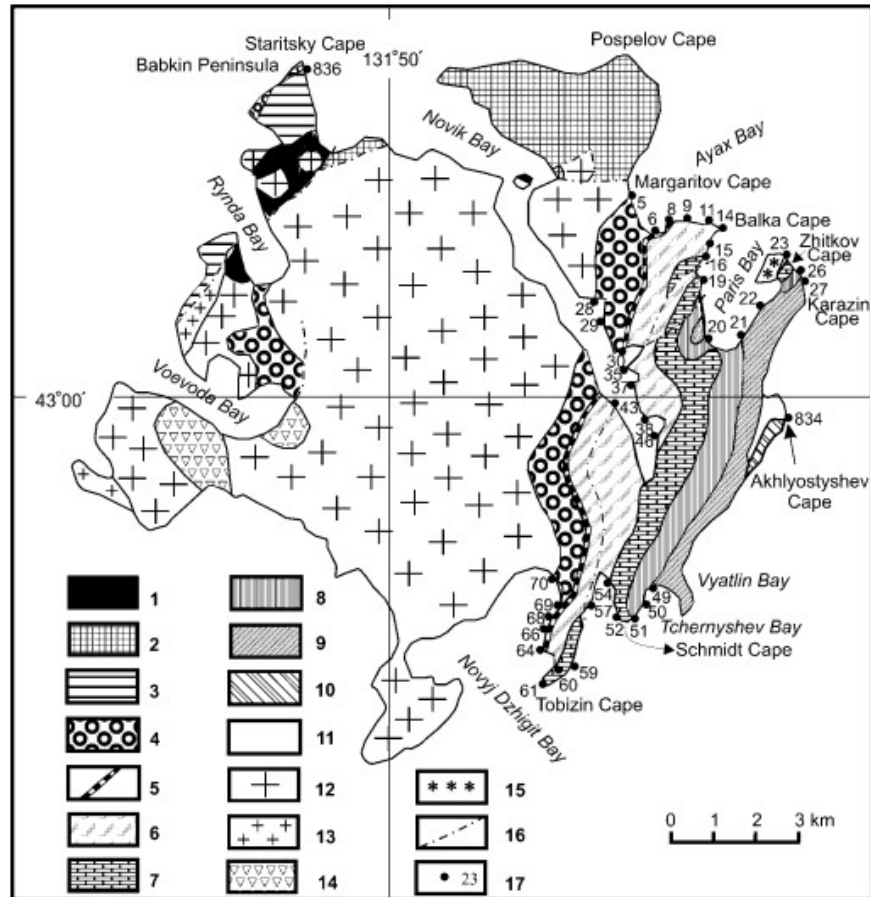 Staritsky Cape
Pospelov Cape
Babkin Peninsula
836
131°50′
Novik Bay
Ayax Bay
Rynda Bay
Margaritov Cape
5
6
8
9
11
14
Balka Cape
15
16
19
Paris Bay
23
Zhitkov
Cape
26
27
Karazin
Cape
22
28
29
20
21
30
35
37
Voevoda Bay
43°00′
43
38
46
834
Akhlyostyshev
Cape
70
54
49
Vyatlin Bay
69
57
50
68
52
51
Tchernyshev Bay
66
Schmidt Cape
64
59
60
61
Tobizin Cape
Novyj Dzhigit Bay
1
2
3
4
5
6
7
8
9
10
11
12
13
14
15
16
23
17
0 1 2 3 km